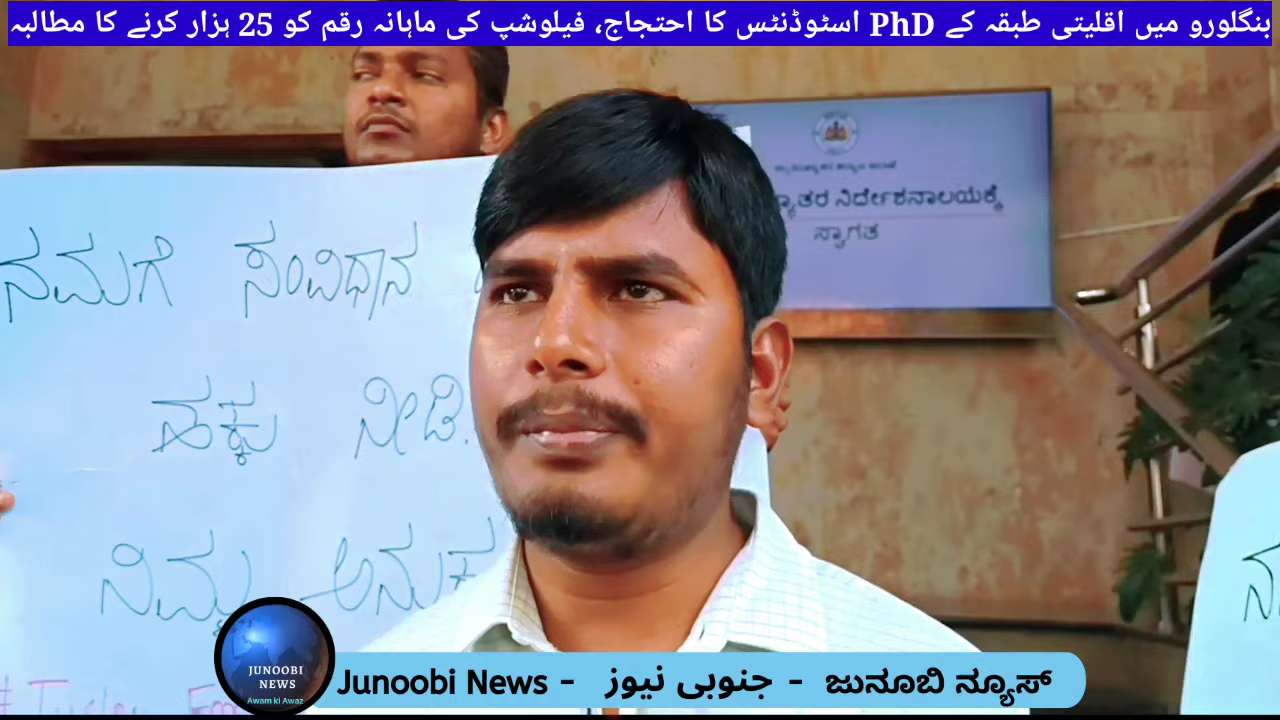 بنگلورو میں اقلیتی طبقہ کے PhD اسٹوڈنٹس کا احتجاج، فیلوشپ کی ماہانہ رقم کو 25 ہزار کرنے کا مطالبہ
ನಿರ್ದೇಶನಾಲಯಕ್ಕೆ
ಸ್ವಾಗತ
ನಮಗೆ ಸಂವಿಧಾನ
ಹಕ್ಕು ನೀಡಿ.
ನಿಮ್ಮ ಅನುಕ
JUNOOBI
NEWS
Awam ki Awaz
Junoobi News - جنوبی نیوز - ಜುನೂಬಿ ನ್ಯೂಸ್